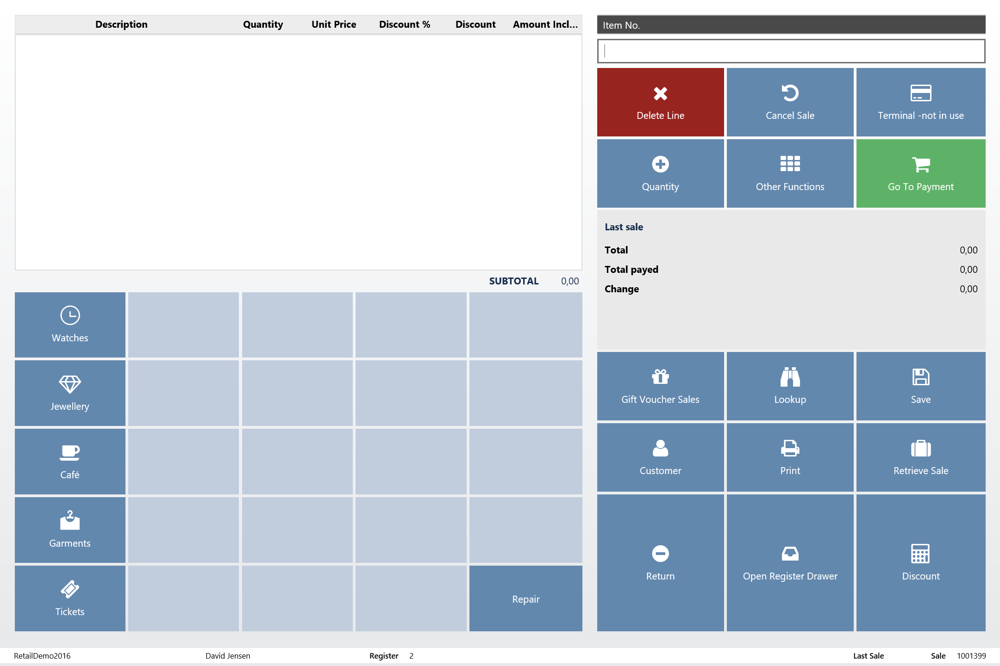 Description Quantity Unit Price Discount % Discount Amount Incl...
SUBTOTAL 0,00
Watches
Jewellery
Café
Garments
Tickets
Repair
Item No.
Delete Line
Cancel Sale
Terminal -not in use
Quantity
Other Functions
Go To Payment
Last sale
Total 0,00
Total payed 0,00
Change 0,00
Gift Voucher Sales
Lookup
Save
Customer
Print
Retrieve Sale
Return
Open Register Drawer
Discount
RetailDemo2016 David Jensen Register 2 Last Sale Sale 1001399